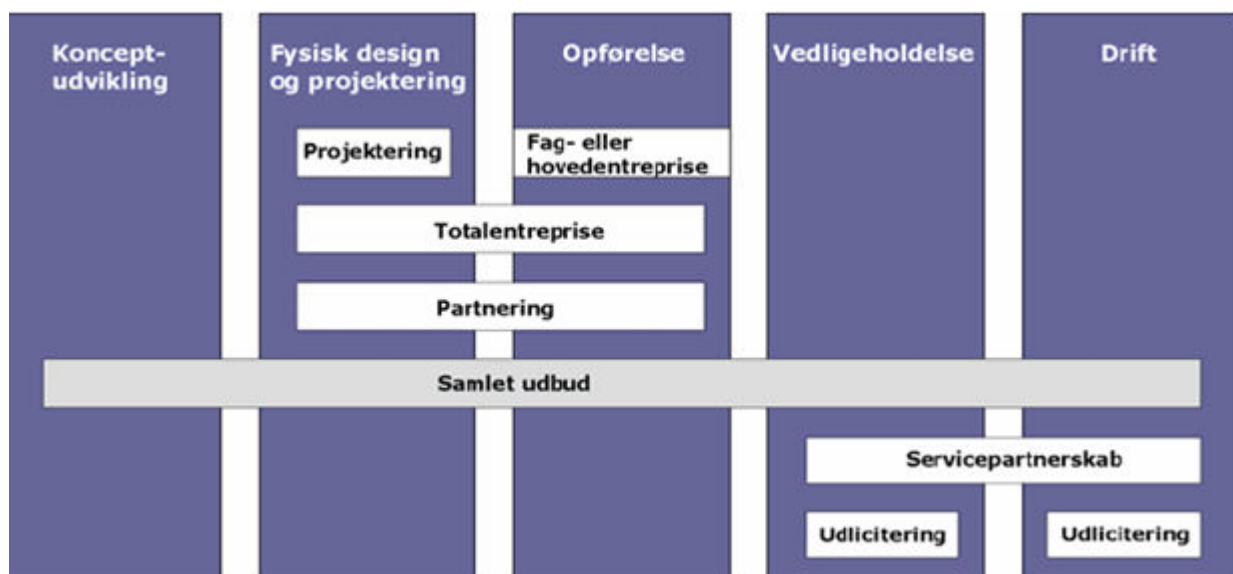 Koncept-
udvikling
Fysisk design
og projektering
Opførelse
Vedligeholdelse
Drift
Projektering
Fag- eller
hovedentreprise
Totalentreprise
Partnering
Samlet udbud
Servicepartnerskab
Udlicitering
Udlicitering